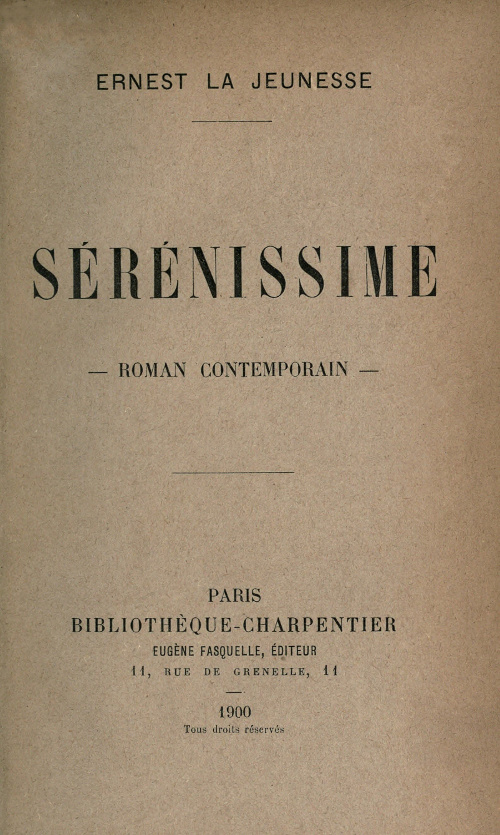 ERNEST LA JEUNESSE
SÉRÉNISSIME
— ROMAN CONTEMPORAIN —
PARIS
BIBLIOTHÈQUE-CHARPENTIER
EUGÈNE FASQUELLE, ÉDITEUR
11, RUE DE GRENELLE, 11
1900
Tous droits réservés